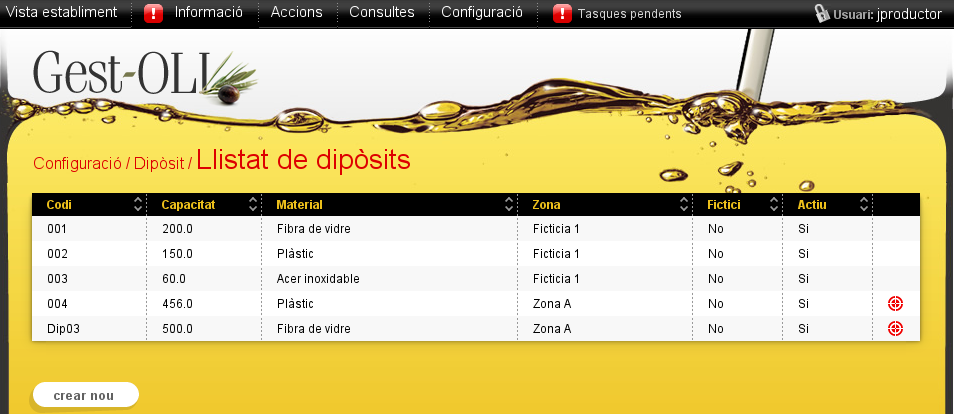 Vista establiment Informació Accions Consultes Configuració Tasques pendents Usuari: jproductor
Gest-OLI
Configuració / Dipòsit / Llistat de dipòsits
Codi Capacitat Material Zona Fictici Actiu
001 200.0 Fibra de vidre Ficticia 1 No Si
002 150.0 Plàstic Ficticia 1 No Si
003 60.0 Acer inoxidable Ficticia 1 No Si
004 456.0 Plàstic Zona A No Si
Dip03 500.0 Fibra de vidre Zona A No Si
crear nou